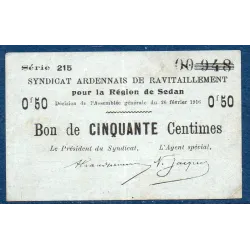 Série 215 00.948
SYNDICAT ARDENNAIS DE RAVITAILLEMENT
pour la Région de Sedan
0f50 Décision de l'Assemblée générale du 18 février 1916 0f50
Bon de CINQUANTE Centimes
Le Président du Syndicat, L'Agent spécial,